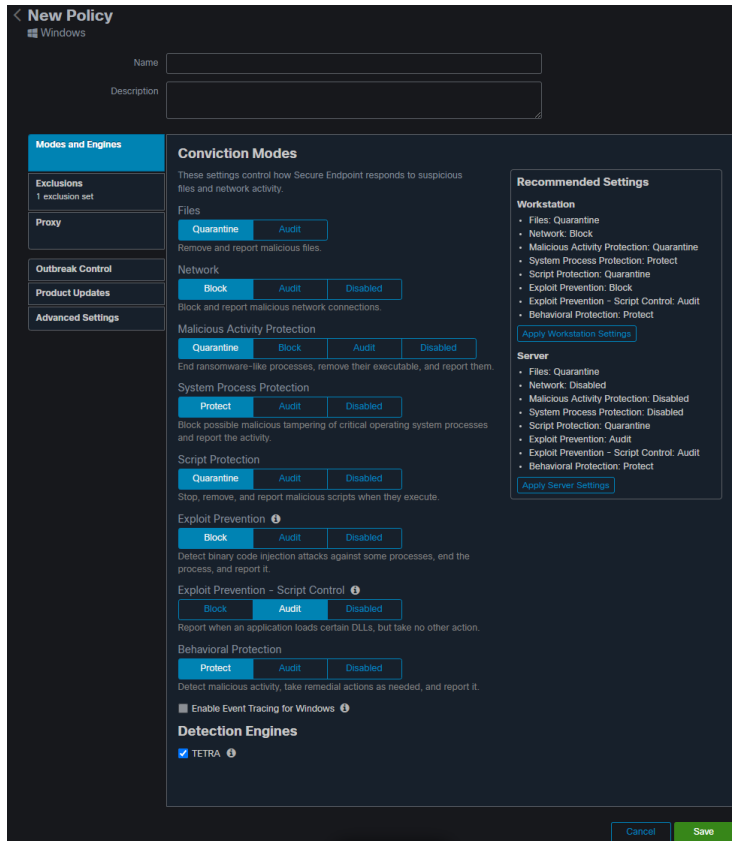 New Policy
Windows
Name
Description
Modes and Engines
Exclusions
1 exclusion set
Proxy
Outbreak Control
Product Updates
Advanced Settings
Conviction Modes
These settings control how Secure Endpoint responds to suspicious
files and network activity.
Files
Quarantine Audit
Remove and report malicious files.
Network
Block Audit Disabled
Block and report malicious network connections.
Malicious Activity Protection
Quarantine Block Audit Disabled
End ransomware-like processes, remove their executable, and report them.
System Process Protection
Protect Audit Disabled
Block possible malicious tampering of critical operating system processes
and report the activity.
Script Protection
Quarantine Audit Disabled
Stop, remove, and report malicious scripts when they execute.
Exploit Prevention
Block Audit Disabled
Detect binary code injection attacks against some processes, end the
process, and report it.
Exploit Prevention - Script Control
Block Audit Disabled
Report when an application loads certain DLLs, but take no other action.
Behavioral Protection
Protect Audit Disabled
Detect malicious activity, take remedial actions as needed, and report it.
Enable Event Tracing for Windows
Detection Engines
TETRA
Recommended Settings
Workstation
• Files: Quarantine
• Network: Block
• Malicious Activity Protection: Quarantine
• System Process Protection: Protect
• Script Protection: Quarantine
• Exploit Prevention: Block
• Exploit Prevention - Script Control: Audit
• Behavioral Protection: Protect
Apply Workstation Settings
Server
• Files: Quarantine
• Network: Disabled
• Malicious Activity Protection: Disabled
• System Process Protection: Disabled
• Script Protection: Quarantine
• Exploit Prevention: Audit
• Exploit Prevention - Script Control: Audit
• Behavioral Protection: Protect
Apply Server Settings
Cancel Save